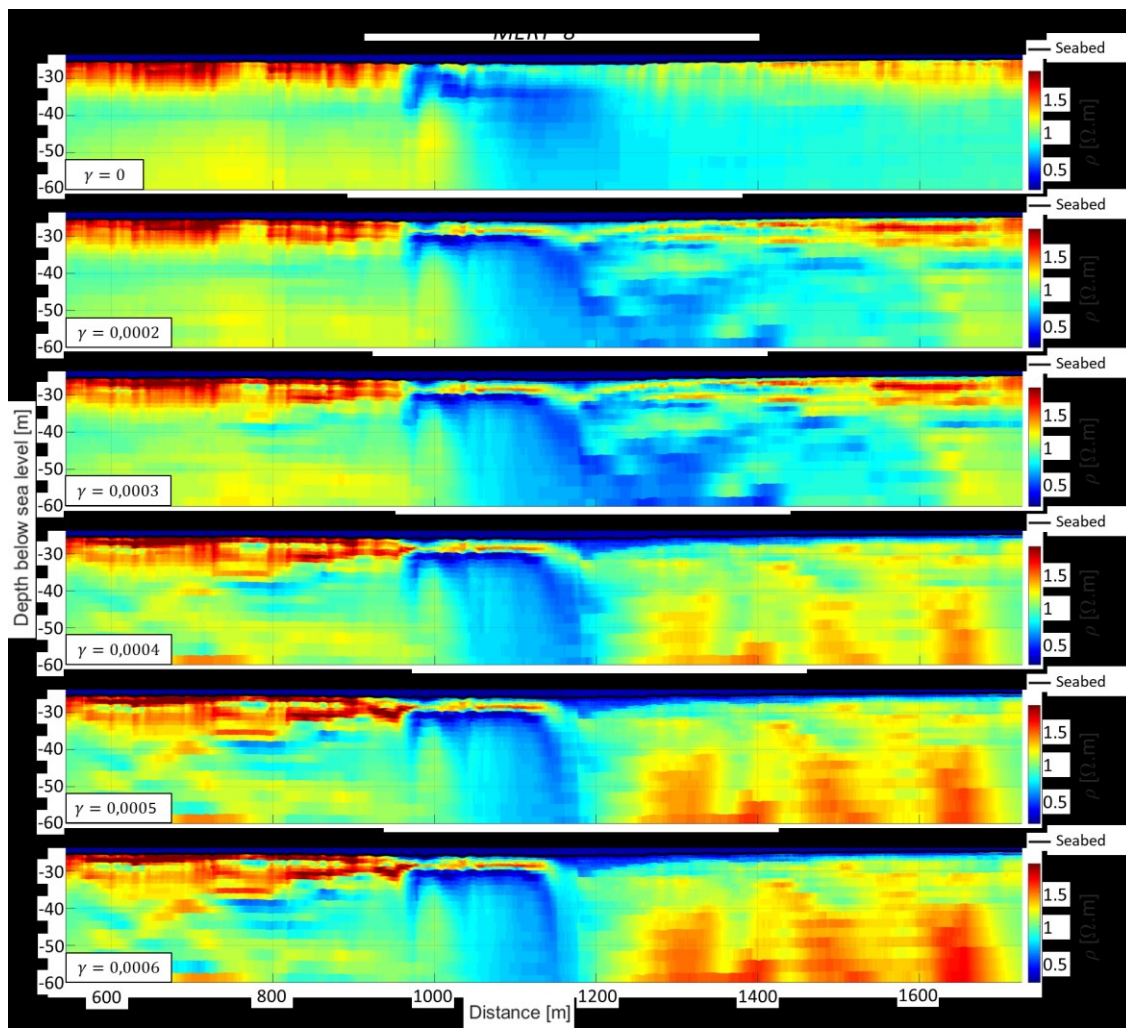 MERT 8
Seabed
-30
-40
-50
-60
γ = 0
1.5
1
0.5
ρ [Ω.m]
Seabed
-30
-40
-50
-60
γ = 0,0002
1.5
1
0.5
ρ [Ω.m]
Seabed
-30
-40
-50
-60
γ = 0,0003
1.5
1
0.5
ρ [Ω.m]
Seabed
-30
-40
-50
-60
γ = 0,0004
1.5
1
0.5
ρ [Ω.m]
Seabed
-30
-40
-50
-60
γ = 0,0005
1.5
1
0.5
ρ [Ω.m]
Seabed
-30
-40
-50
-60
γ = 0,0006
1.5
1
0.5
ρ [Ω.m]
Depth below sea level [m]
600 800 1000 1200 1400 1600
Distance [m]